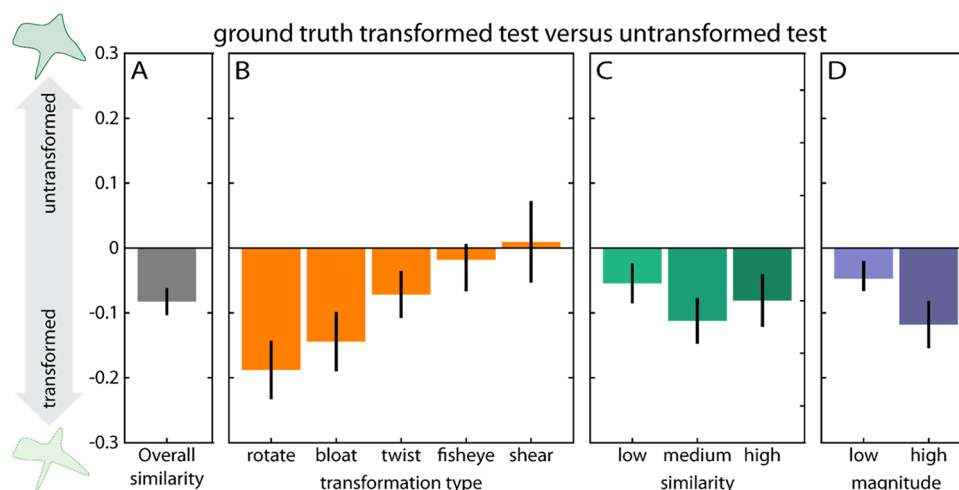 ground truth transformed test versus untransformed test
untransformed
transformed
0.3
0.2
0.1
0
-0.1
-0.2
-0.3
A
Overall
similarity
B
rotate bloat twist fisheye shear
transformation type
C
low medium high
similarity
D
low high
magnitude